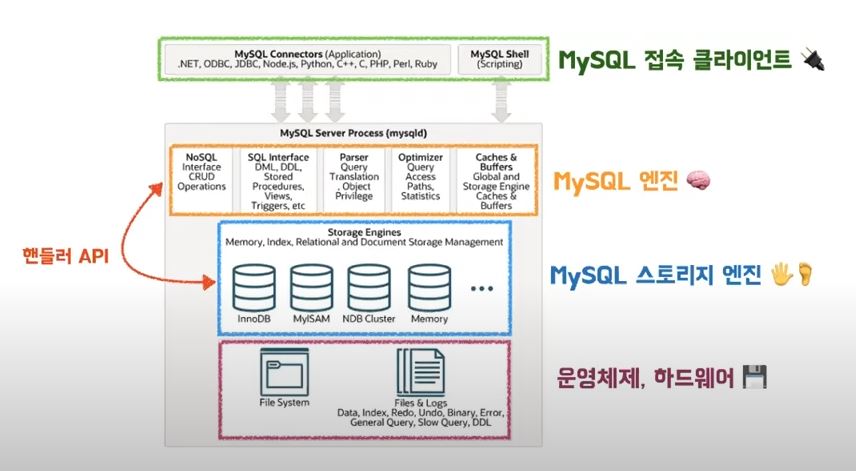 MySQL Connectors (Application)
.NET, ODBC, JDBC, Node.js, Python, C++, C, PHP, Perl, Ruby
MySQL Shell
(Scripting)
MySQL 접속 클라이언트
MySQL Server Process (mysqld)
NoSQL
Interface
CRUD
Operations
SQL Interface
DML, DDL,
Stored
Procedures,
Views,
Triggers, etc
Parser
Query
Translation
, Object
Privilege
Optimizer
Query
Access
Paths,
Statistics
Caches &
Buffers
Global and
Storage Engine
Caches &
Buffers
MySQL 엔진
핸들러 API
Storage Engines
Memory, Index, Relational and Document Storage Management
InnoDB
MyISAM
NDB Cluster
Memory
...
MySQL 스토리지 엔진
File System
Files & Logs
Data, Index, Redo, Undo, Binary, Error,
General Query, Slow Query, DDL
운영체제, 하드웨어